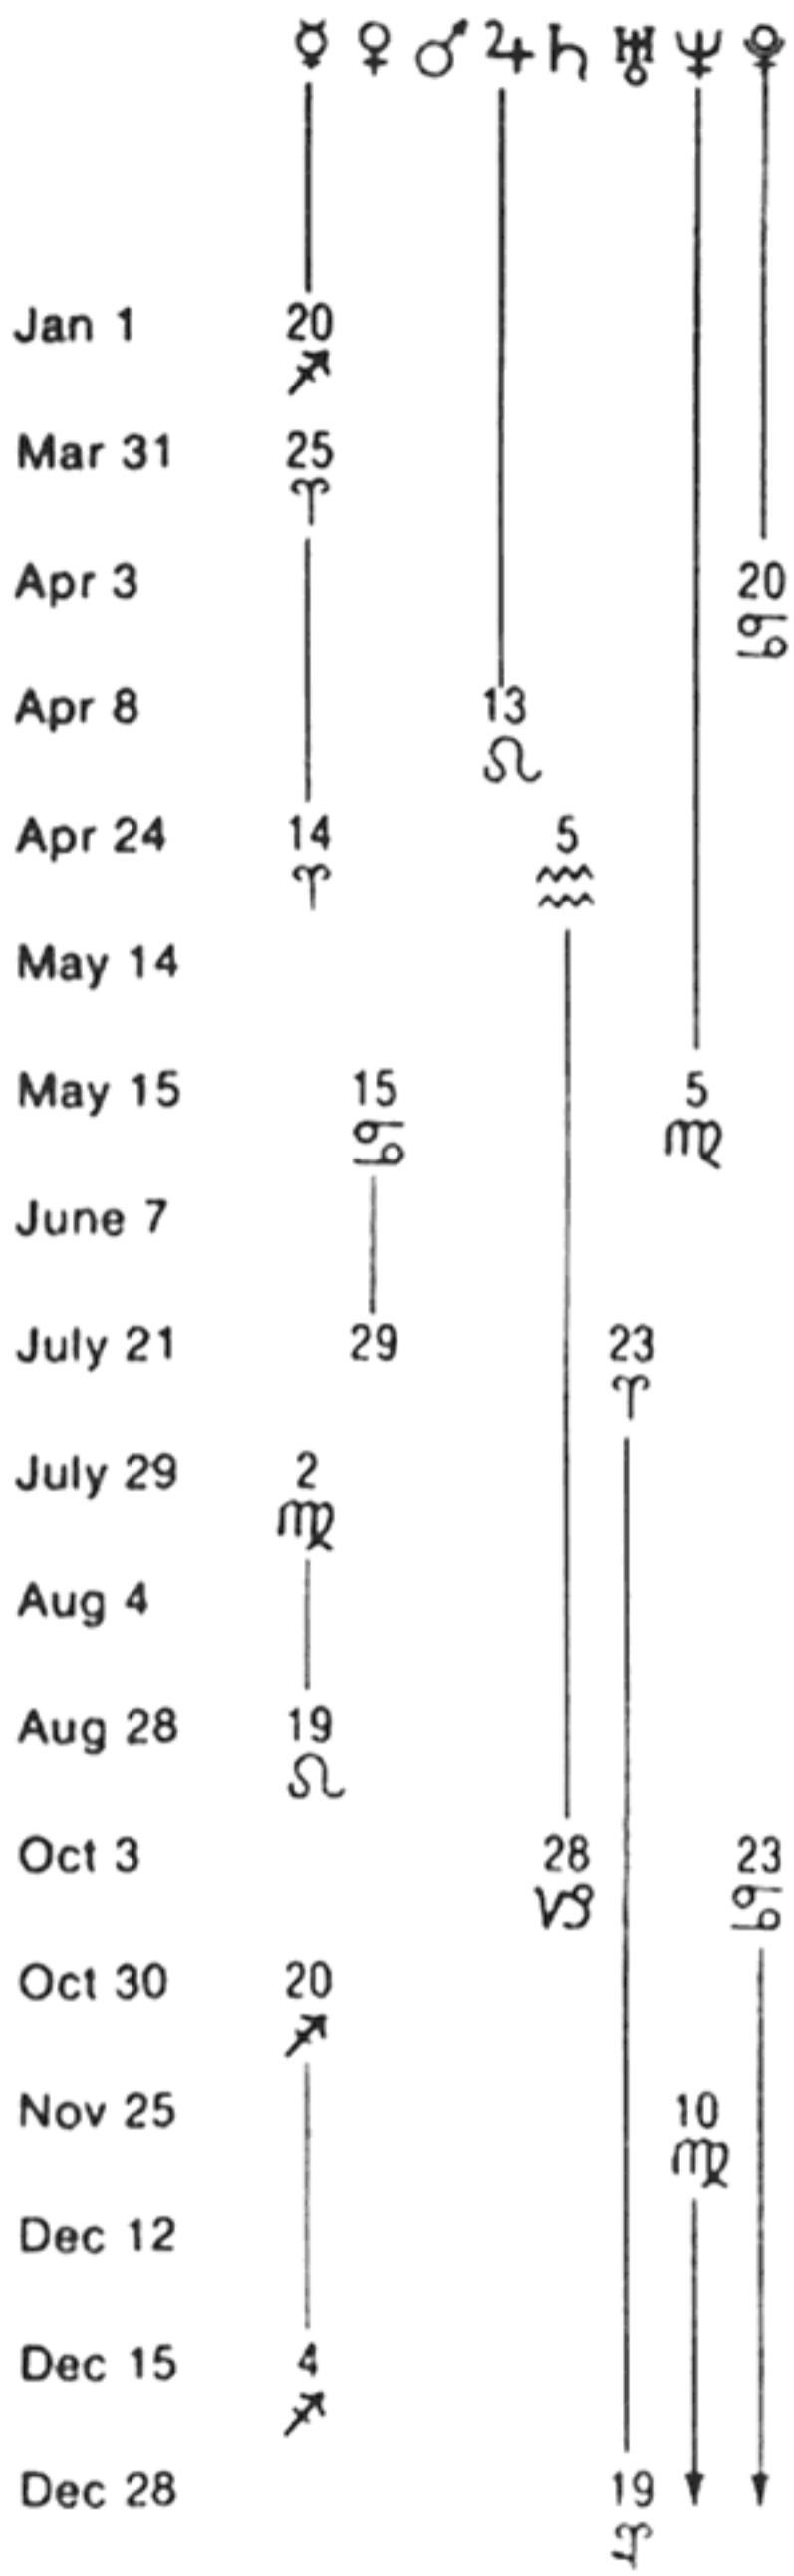 ☿ ♀ ♂ ♃ ♄ ♅ ♆ ♇
Jan 1 20
♐
Mar 31 25
♈
Apr 3 20
♋
Apr 8 13
♌
Apr 24 14 5
♈ ♒
May 14
May 15 15 5
♋ ♍
June 7
July 21 29 23
♈
July 29 2
♍
Aug 4
Aug 28 19
♌
Oct 3 28 23
♑ ♋
Oct 30 20
♐
Nov 25 10
♍
Dec 12
Dec 15 4
♐
Dec 28 19
♈